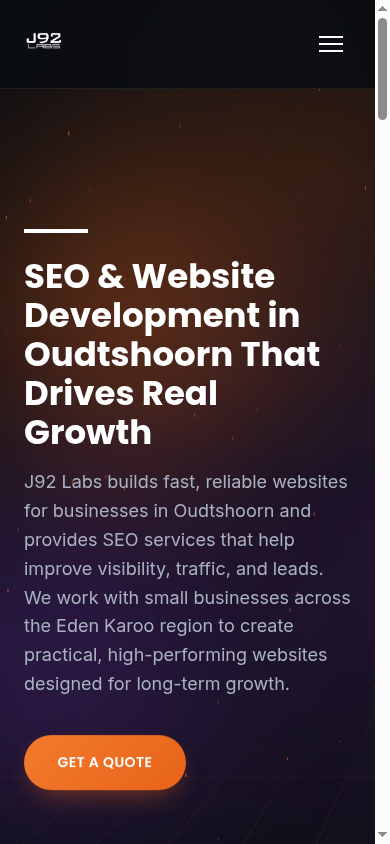 J92
LABS
SEO & Website
Development in
Oudtshoorn That
Drives Real
Growth
J92 Labs builds fast, reliable websites
for businesses in Oudtshoorn and
provides SEO services that help
improve visibility, traffic, and leads.
We work with small businesses across
the Eden Karoo region to create
practical, high-performing websites
designed for long-term growth.
GET A QUOTE